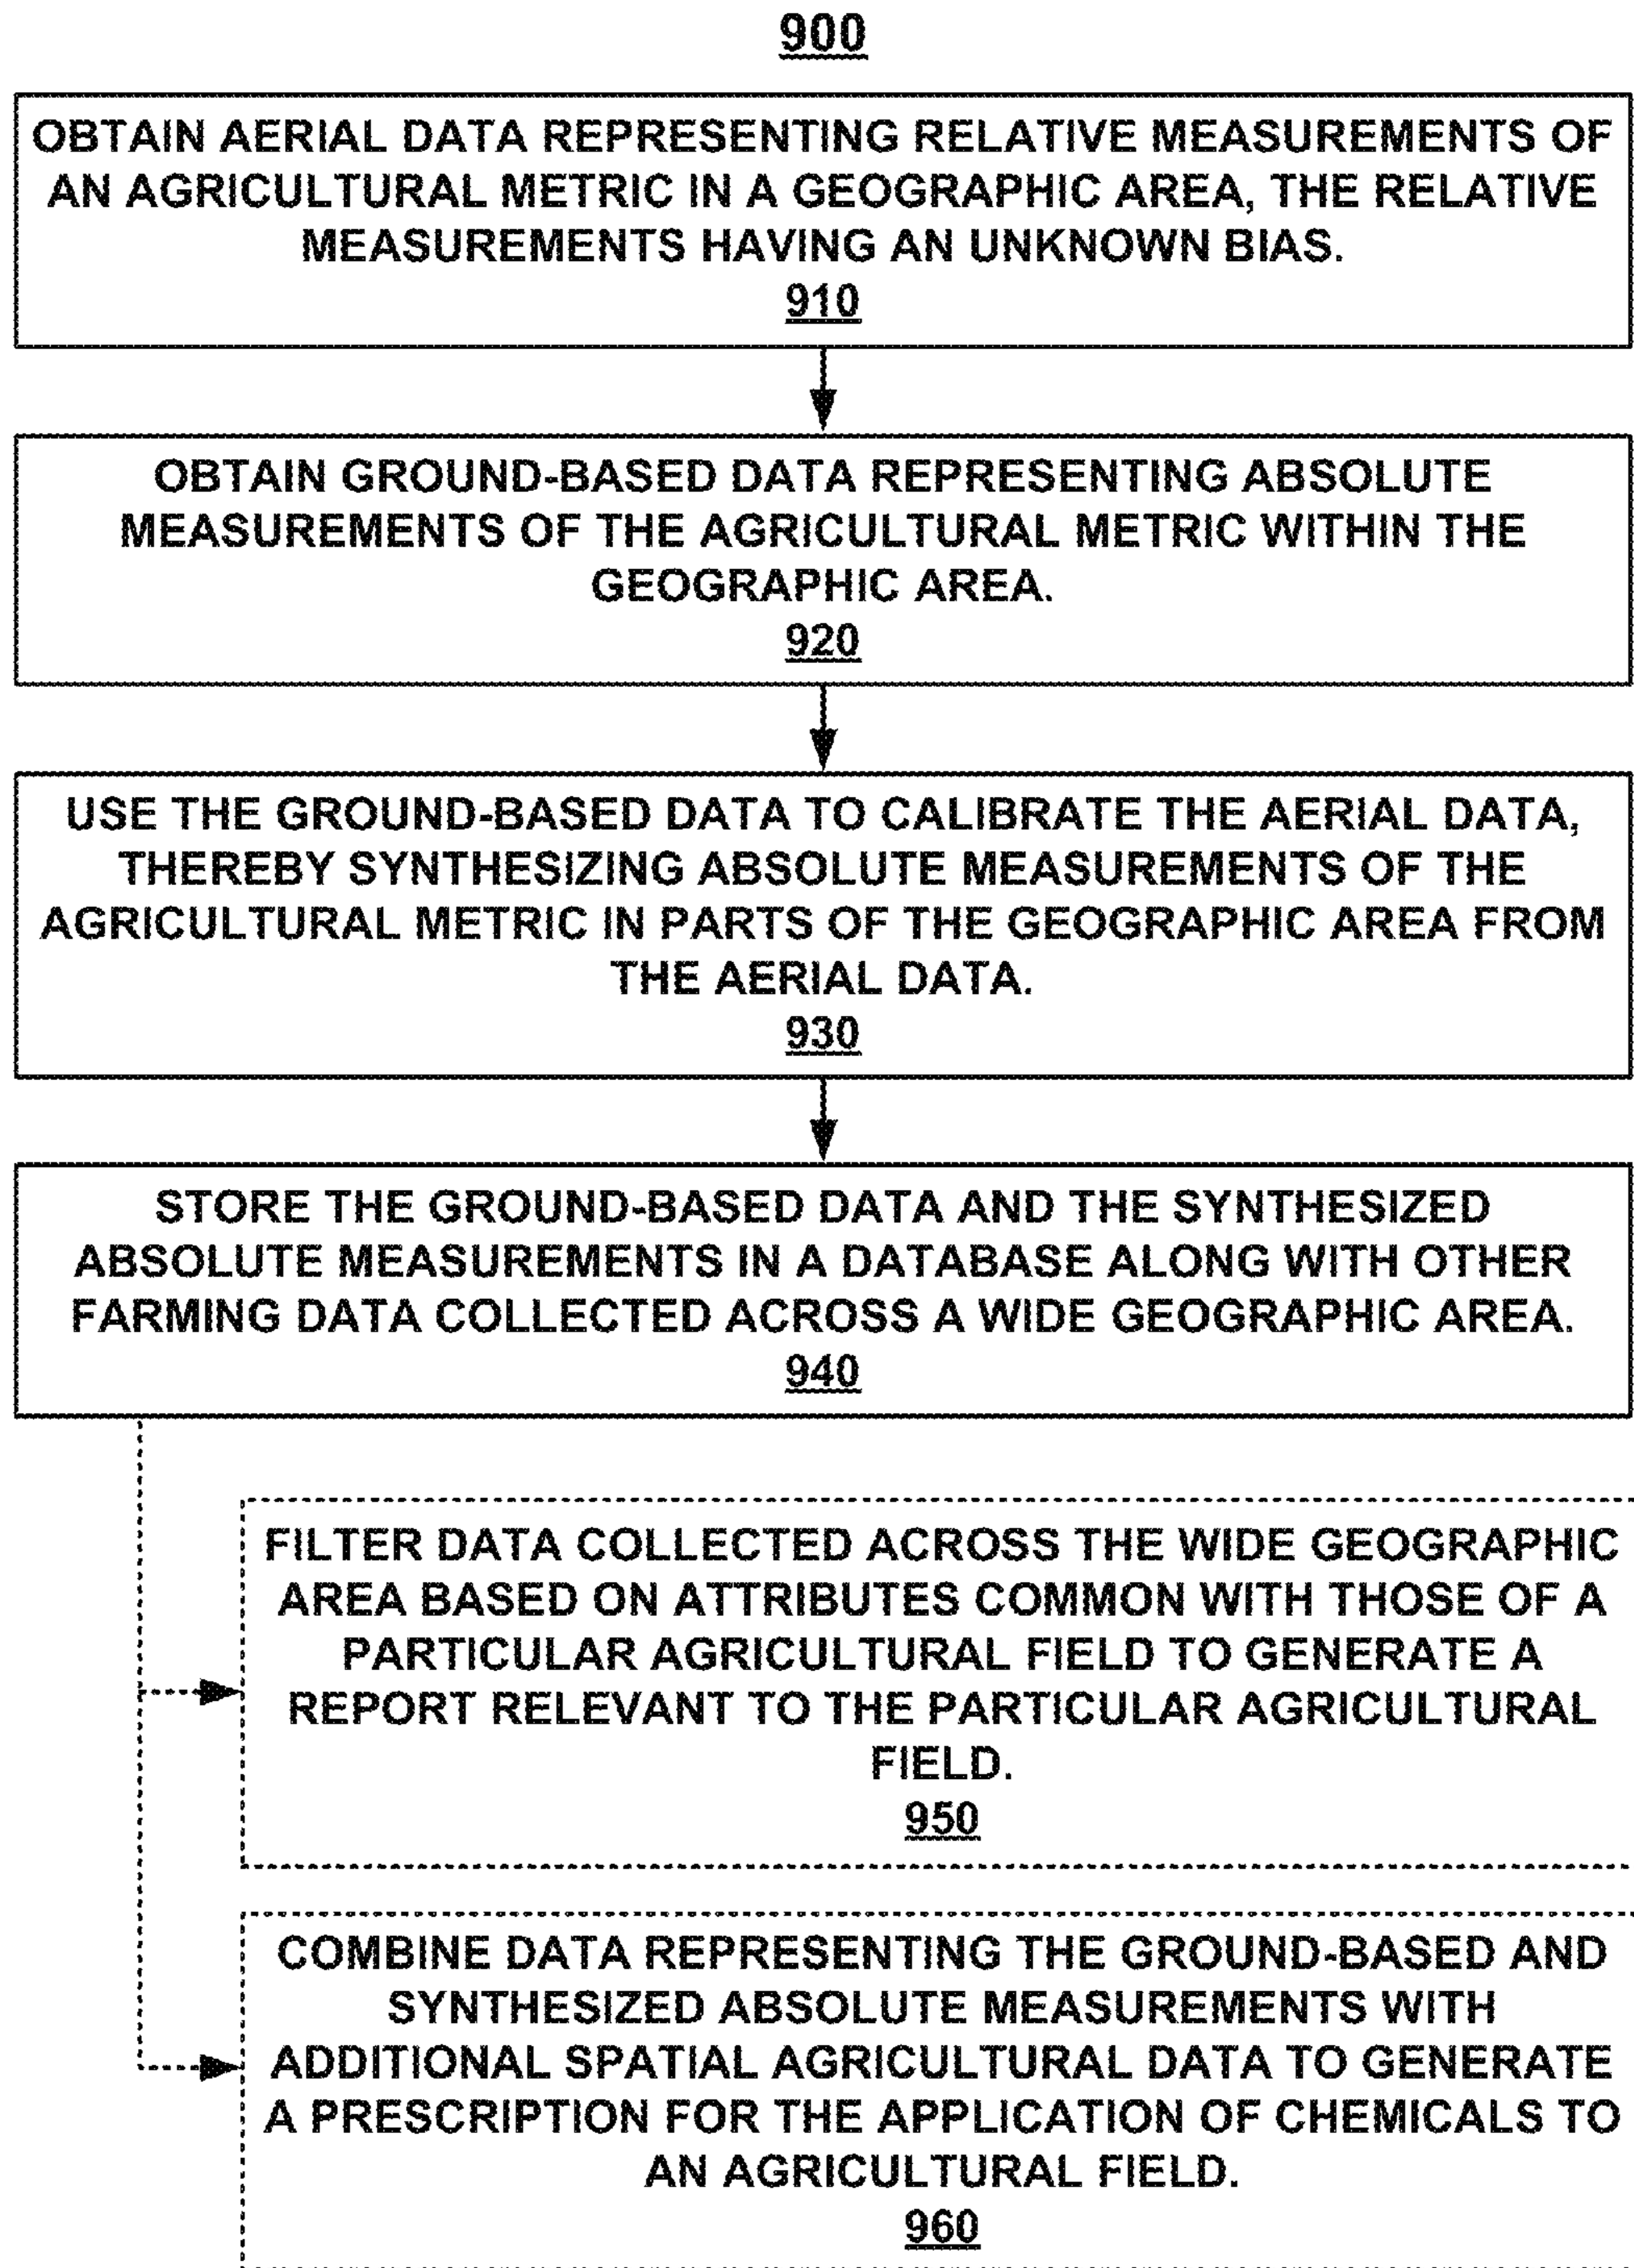 900
OBTAIN AERIAL DATA REPRESENTING RELATIVE MEASUREMENTS OF
AN AGRICULTURAL METRIC IN A GEOGRAPHIC AREA, THE RELATIVE
MEASUREMENTS HAVING AN UNKNOWN BIAS.
910
OBTAIN GROUND-BASED DATA REPRESENTING ABSOLUTE
MEASUREMENTS OF THE AGRICULTURAL METRIC WITHIN THE
GEOGRAPHIC AREA.
920
USE THE GROUND-BASED DATA TO CALIBRATE THE AERIAL DATA,
THEREBY SYNTHESIZING ABSOLUTE MEASUREMENTS OF THE
AGRICULTURAL METRIC IN PARTS OF THE GEOGRAPHIC AREA FROM
THE AERIAL DATA.
930
STORE THE GROUND-BASED DATA AND THE SYNTHESIZED
ABSOLUTE MEASUREMENTS IN A DATABASE ALONG WITH OTHER
FARMING DATA COLLECTED ACROSS A WIDE GEOGRAPHIC AREA.
940
FILTER DATA COLLECTED ACROSS THE WIDE GEOGRAPHIC
AREA BASED ON ATTRIBUTES COMMON WITH THOSE OF A
PARTICULAR AGRICULTURAL FIELD TO GENERATE A
REPORT RELEVANT TO THE PARTICULAR AGRICULTURAL
FIELD.
950
COMBINE DATA REPRESENTING THE GROUND-BASED AND
SYNTHESIZED ABSOLUTE MEASUREMENTS WITH
ADDITIONAL SPATIAL AGRICULTURAL DATA TO GENERATE
A PRESCRIPTION FOR THE APPLICATION OF CHEMICALS TO
AN AGRICULTURAL FIELD.
960